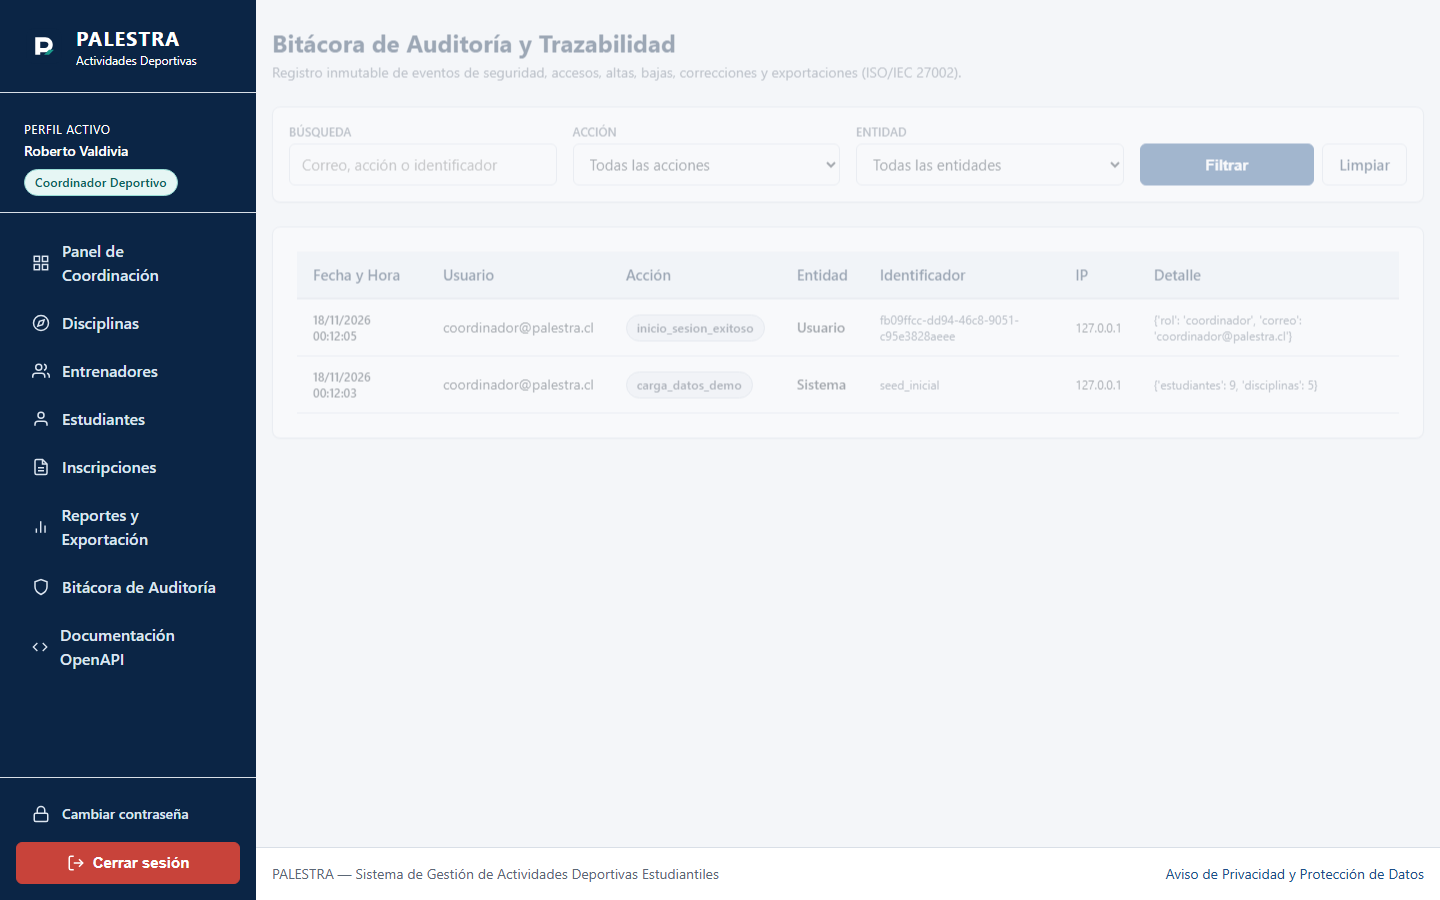 PALESTRA
Actividades Deportivas
PERFIL ACTIVO
Roberto Valdivia
Coordinador Deportivo
Panel de
Coordinación
Disciplinas
Entrenadores
Estudiantes
Inscripciones
Reportes y
Exportación
Bitácora de Auditoría
Documentación
OpenAPI
Cambiar contraseña
Cerrar sesión
Bitácora de Auditoría y Trazabilidad
Registro inmutable de eventos de seguridad, accesos, altas, bajas, correcciones y exportaciones (ISO/IEC 27002).
BÚSQUEDA ACCIÓN ENTIDAD
Correo, acción o identificador Todas las acciones Todas las entidades Filtrar Limpiar
Fecha y Hora Usuario Acción Entidad Identificador IP Detalle
18/11/2026
00:12:05
coordinador@palestra.cl
inicio_sesion_exitoso
Usuario
fb09ffcc-dd94-46c8-9051-
c95e3828aeee
127.0.0.1
{'rol': 'coordinador', 'correo':
'coordinador@palestra.cl'}
18/11/2026
00:12:03
coordinador@palestra.cl
carga_datos_demo
Sistema
seed_inicial
127.0.0.1
{'estudiantes': 9, 'disciplinas': 5}
PALESTRA — Sistema de Gestión de Actividades Deportivas Estudiantiles
Aviso de Privacidad y Protección de Datos